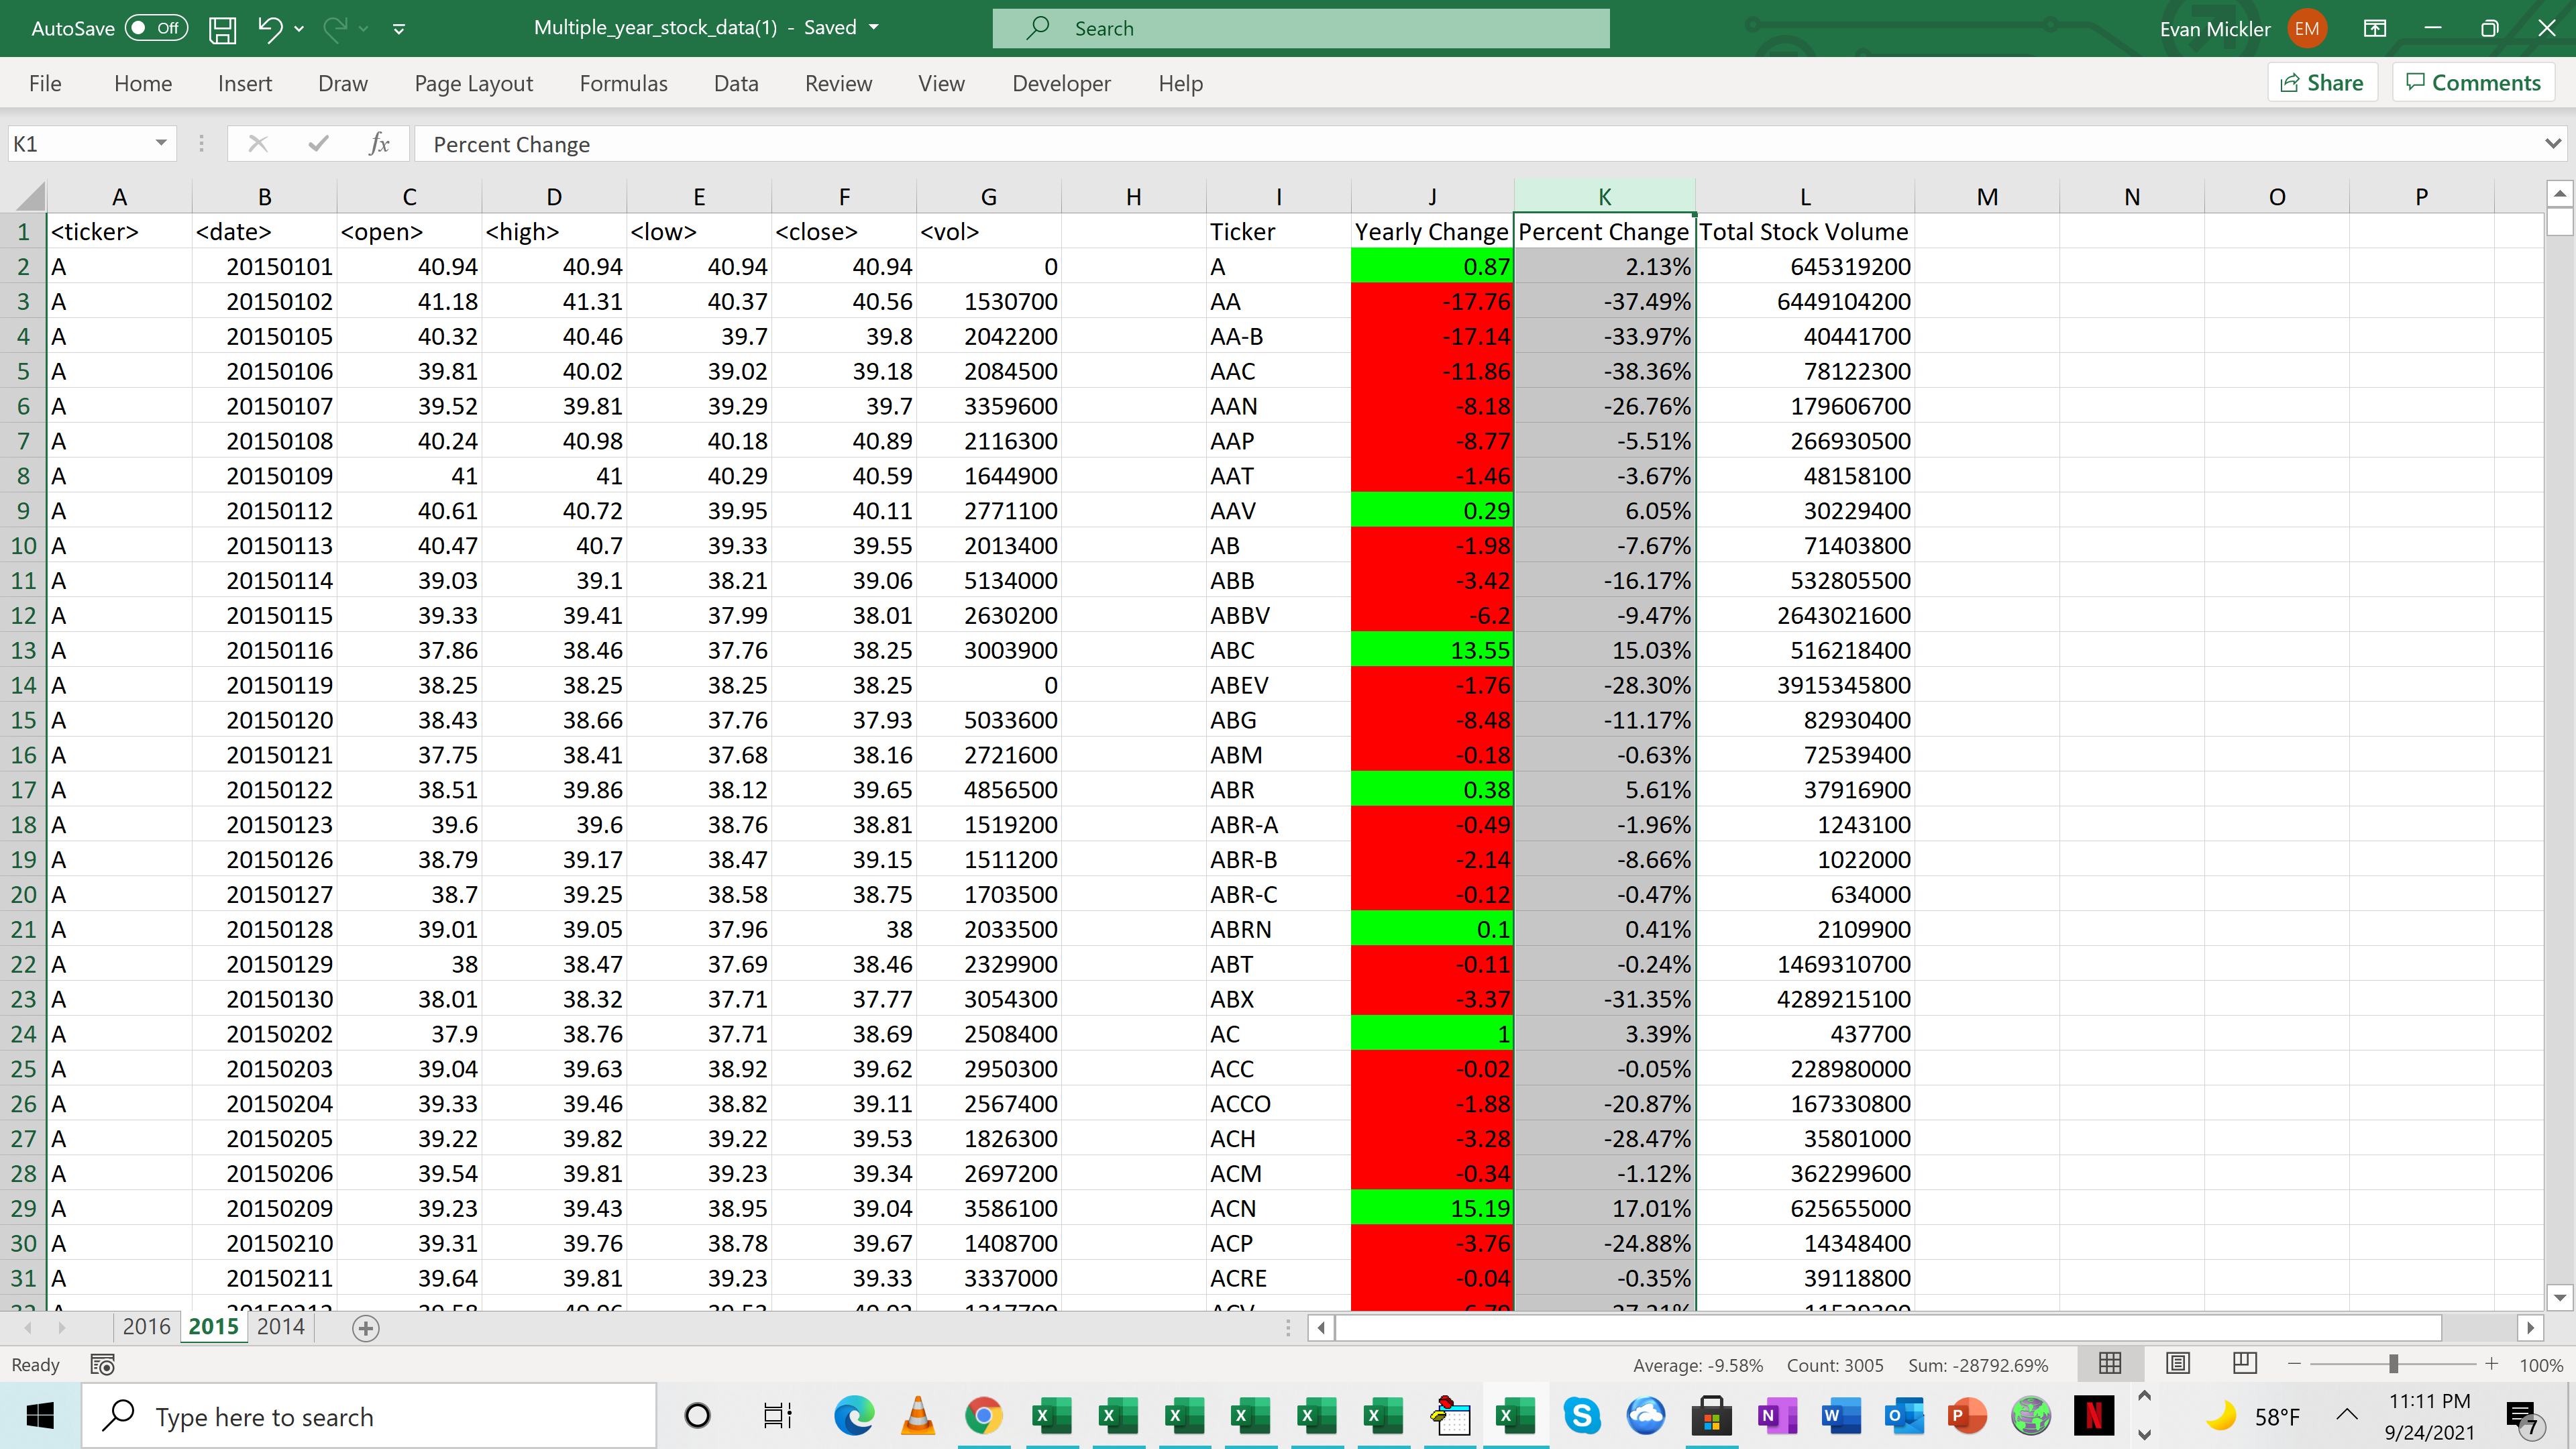 AutoSave Off Multiple_year_stock_data(1) - Saved Search Evan Mickler EM
File Home Insert Draw Page Layout Formulas Data Review View Developer Help Share Comments
K1 fx Percent Change
A B C D E F G H I J K L M N O P
1 <ticker> <date> <open> <high> <low> <close> <vol> Ticker Yearly Change Percent Change Total Stock Volume
2 A 20150101 40.94 40.94 40.94 40.94 0 A 0.87 2.13% 645319200
3 A 20150102 41.18 41.31 40.37 40.56 1530700 AA -17.76 -37.49% 6449104200
4 A 20150105 40.32 40.46 39.7 39.8 2042200 AA-B -17.14 -33.97% 40441700
5 A 20150106 39.81 40.02 39.02 39.18 2084500 AAC -11.86 -38.36% 78122300
6 A 20150107 39.52 39.81 39.29 39.7 3359600 AAN -8.18 -26.76% 179606700
7 A 20150108 40.24 40.98 40.18 40.89 2116300 AAP -8.77 -5.51% 266930500
8 A 20150109 41 41 40.29 40.59 1644900 AAT -1.46 -3.67% 48158100
9 A 20150112 40.61 40.72 39.95 40.11 2771100 AAV 0.29 6.05% 30229400
10 A 20150113 40.47 40.7 39.33 39.55 2013400 AB -1.98 -7.67% 71403800
11 A 20150114 39.03 39.1 38.21 39.06 5134000 ABB -3.42 -16.17% 532805500
12 A 20150115 39.33 39.41 37.99 38.01 2630200 ABBV -6.2 -9.47% 2643021600
13 A 20150116 37.86 38.46 37.76 38.25 3003900 ABC 13.55 15.03% 516218400
14 A 20150119 38.25 38.25 38.25 38.25 0 ABEV -1.76 -28.30% 3915345800
15 A 20150120 38.43 38.66 37.76 37.93 5033600 ABG -8.48 -11.17% 82930400
16 A 20150121 37.75 38.41 37.68 38.16 2721600 ABM -0.18 -0.63% 72539400
17 A 20150122 38.51 39.86 38.12 39.65 4856500 ABR 0.38 5.61% 37916900
18 A 20150123 39.6 39.6 38.76 38.81 1519200 ABR-A -0.49 -1.96% 1243100
19 A 20150126 38.79 39.17 38.47 39.15 1511200 ABR-B -2.14 -8.66% 1022000
20 A 20150127 38.7 39.25 38.58 38.75 1703500 ABR-C -0.12 -0.47% 634000
21 A 20150128 39.01 39.05 37.96 38 2033500 ABRN 0.1 0.41% 2109900
22 A 20150129 38 38.47 37.69 38.46 2329900 ABT -0.11 -0.24% 1469310700
23 A 20150130 38.01 38.32 37.71 37.77 3054300 ABX -3.37 -31.35% 4289215100
24 A 20150202 37.9 38.76 37.71 38.69 2508400 AC 1 3.39% 437700
25 A 20150203 39.04 39.63 38.92 39.62 2950300 ACC -0.02 -0.05% 228980000
26 A 20150204 39.33 39.46 38.82 39.11 2567400 ACCO -1.88 -20.87% 167330800
27 A 20150205 39.22 39.82 39.22 39.53 1826300 ACH -3.28 -28.47% 35801000
28 A 20150206 39.54 39.81 39.23 39.34 2697200 ACM -0.34 -1.12% 362299600
29 A 20150209 39.23 39.43 38.95 39.04 3586100 ACN 15.19 17.01% 625655000
30 A 20150210 39.31 39.76 38.78 39.67 1408700 ACP -3.76 -24.88% 14348400
31 A 20150211 39.64 39.81 39.23 39.33 3337000 ACRE -0.04 -0.35% 39118800
2016 2015 2014
Ready Average: -9.58% Count: 3005 Sum: -28792.69% 100%
Type here to search 58°F 11:11 PM
9/24/2021 7